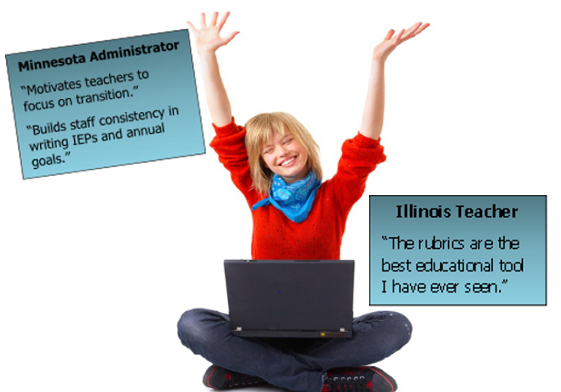 Minnesota Administrator
“Motivates teachers to
focus on transition.”
“Builds staff consistency in
writing IEPs and annual
goals.”
Illinois Teacher
“The rubrics are the
best educational tool
I have ever seen.”